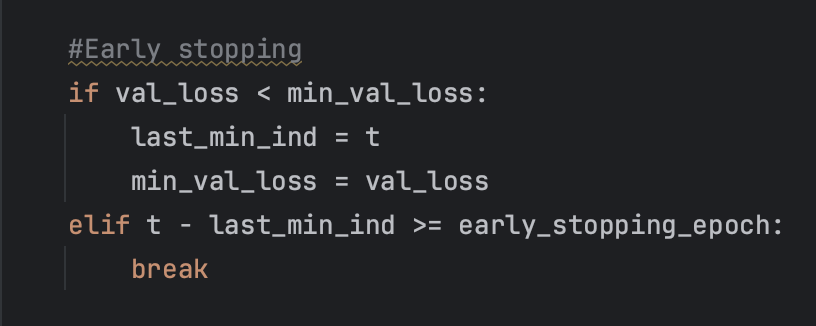 #Early stopping
if val_loss < min_val_loss:
    last_min_ind = t
    min_val_loss = val_loss
elif t - last_min_ind >= early_stopping_epoch:
    break